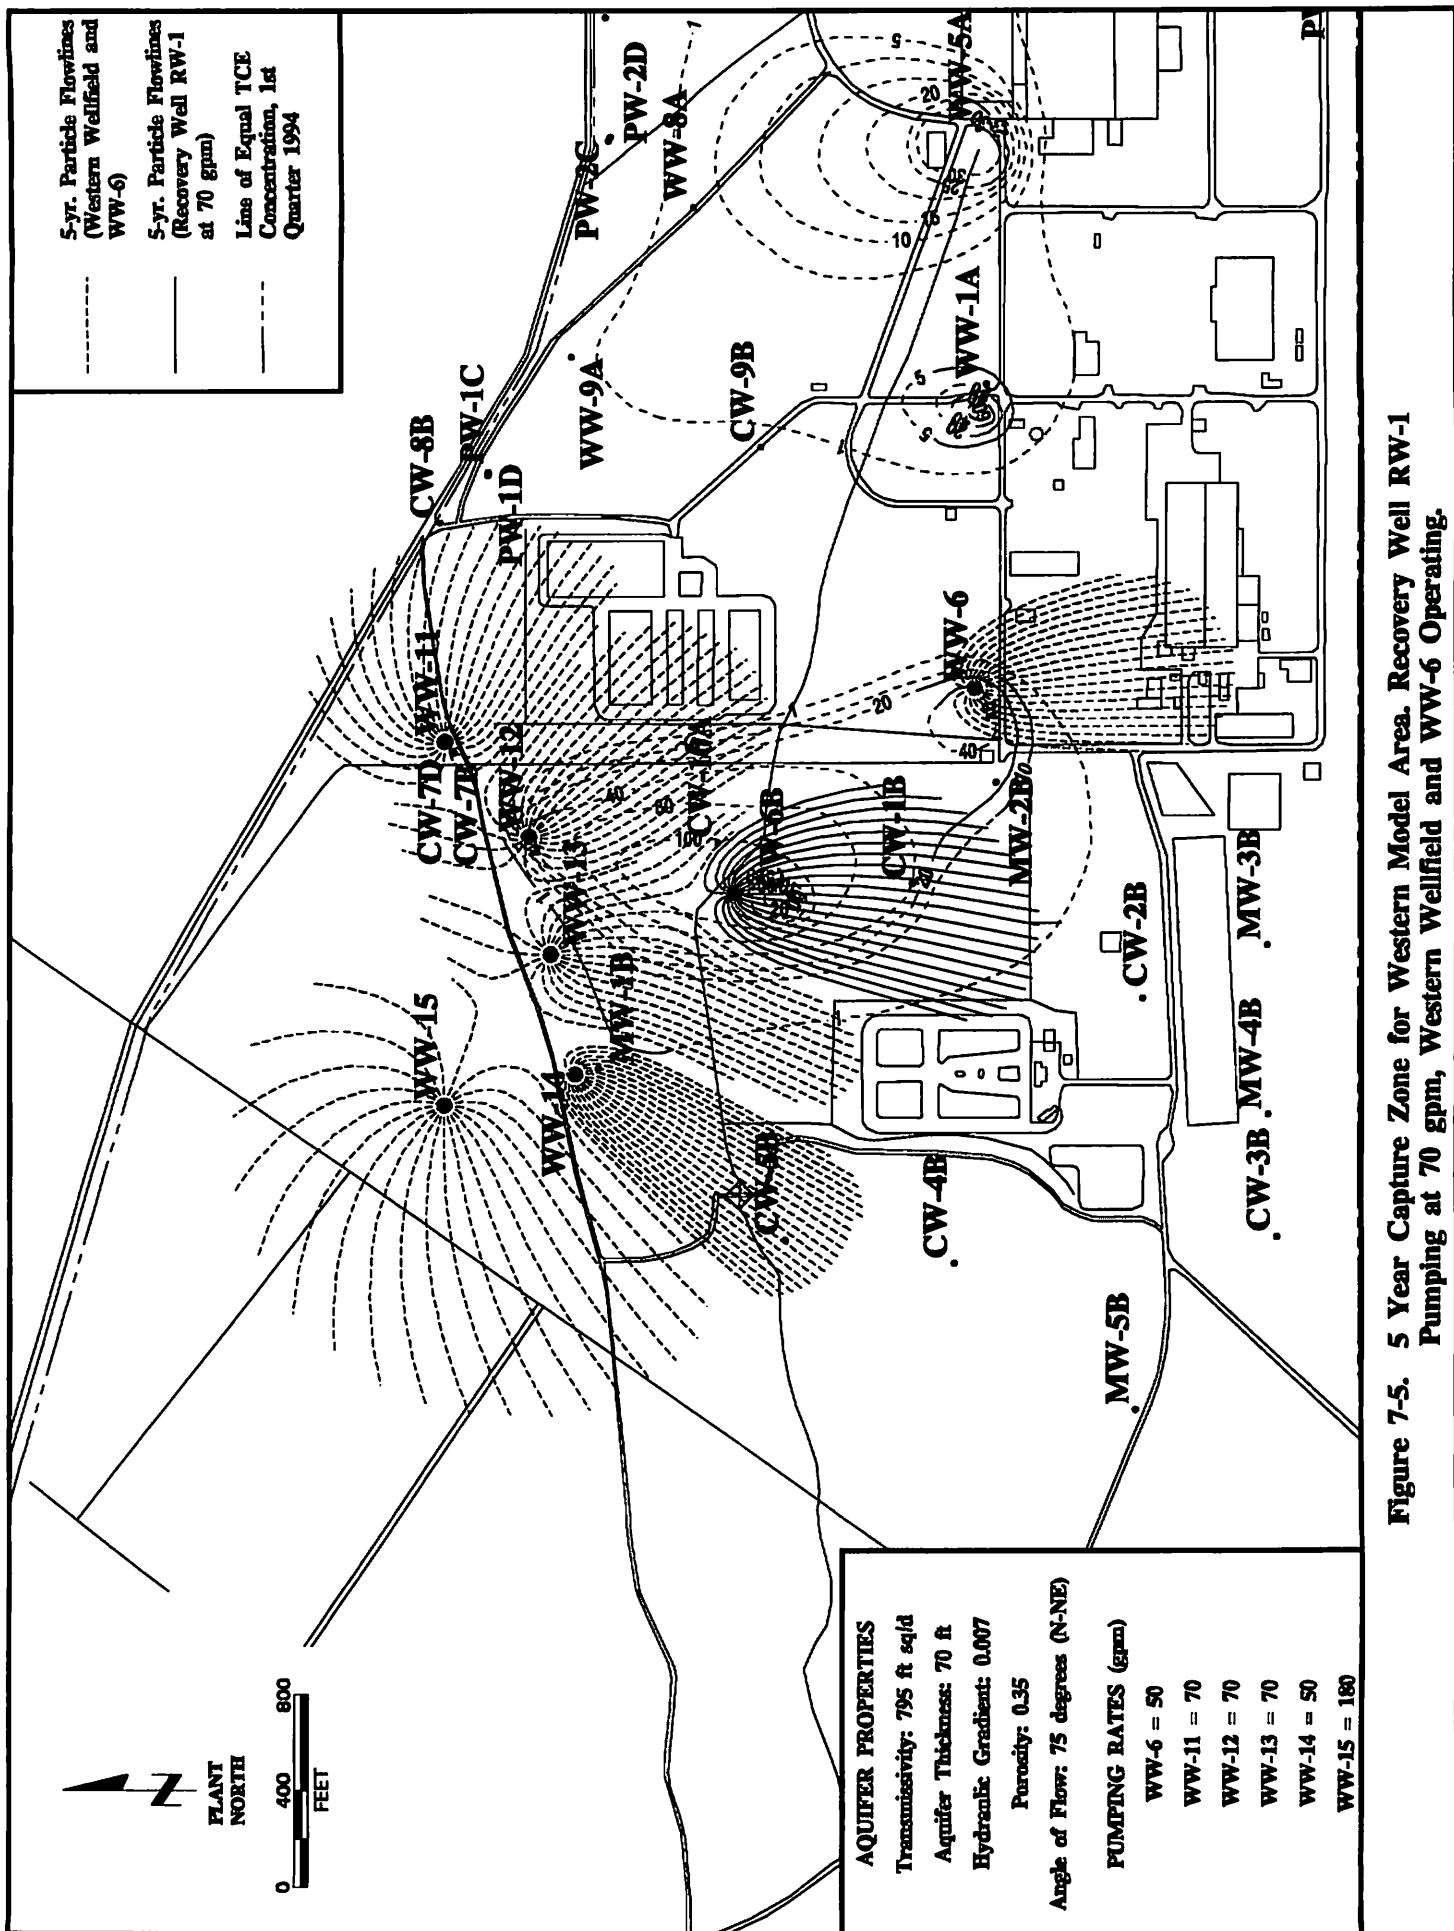 5-yr. Particle Flowlines
(Western Wellfield and
WW-6)
5-yr. Particle Flowlines
(Recovery Well RW-1
at 70 gpm)
Line of Equal TCE
Concentration, 1st
Quarter 1994
PLANT
NORTH
N
0 400 800
FEET
CW-8B
PW-1C
PW-1D
PW-2C
PW-2D
WW-8A
WW-9A
CW-9B
WW-5A
WW-1A
WW-11
CW-7D
CW-7B
WW-12
WW-13
WW-6
CW-1B
MW-2B
WW-15
WW-14
MW-1B
CW-2B
MW-3B
MW-4B
CW-3B
CW-4B
MW-5B
1
5
20
10
1
5
5
20
40
40
100
AQUIFER PROPERTIES
Transmissivity: 795 ft sq/d
Aquifer Thickness: 70 ft
Hydraulic Gradient: 0.007
Porosity: 0.35
Angle of Flow: 75 degrees (N-NE)
PUMPING RATES (gpm)
WW-6 = 50
WW-11 = 70
WW-12 = 70
WW-13 = 70
WW-14 = 50
WW-15 = 180
Figure 7-5. 5 Year Capture Zone for Western Model Area. Recovery Well RW-1
Pumping at 70 gpm, Western Wellfield and WW-6 Operating.